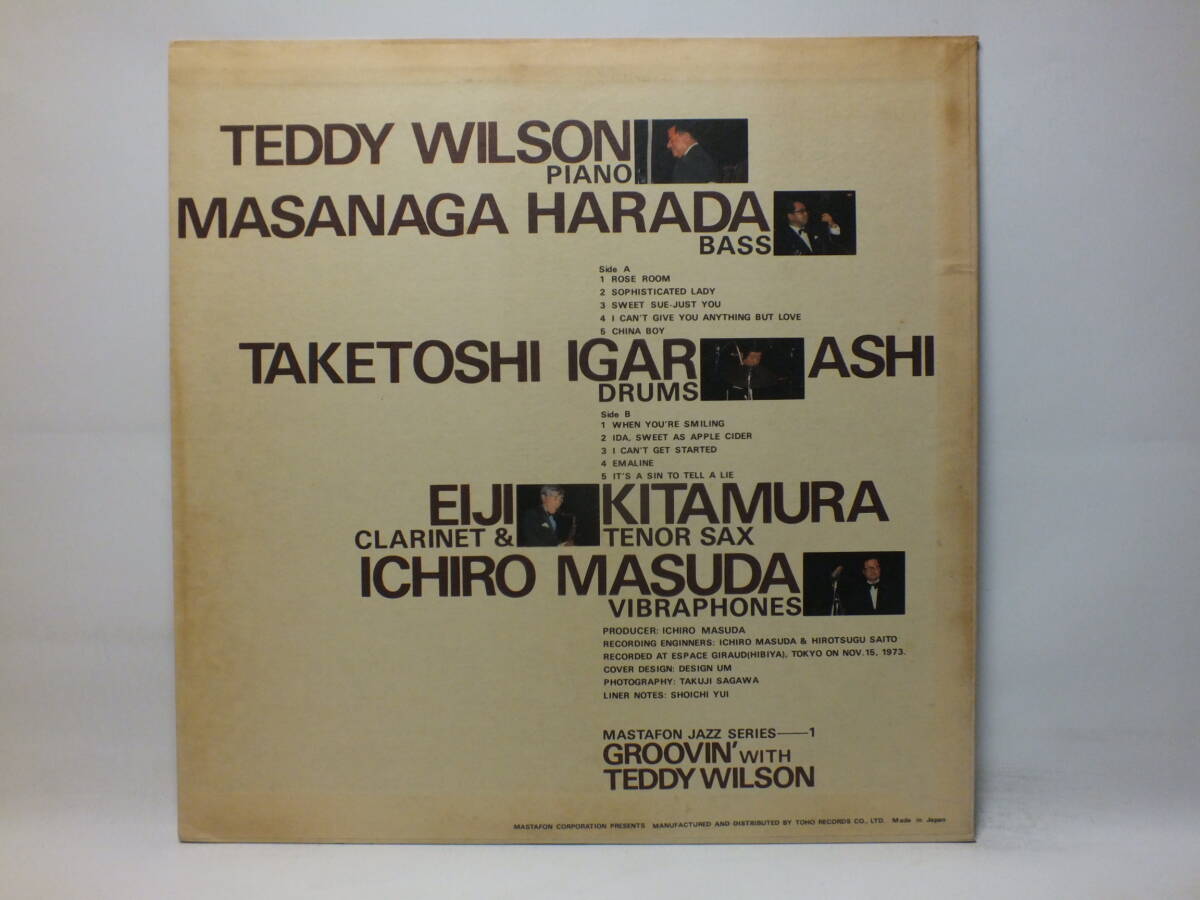 TEDDY WILSON
PIANO
MASANAGA HARADA
BASS
Side A
1 ROSE ROOM
2 SOPHISTICATED LADY
3 SWEET SUE-JUST YOU
4 I CAN'T GIVE YOU ANYTHING BUT LOVE
5 CHINA BOY
TAKETOSHI IGARASHI
DRUMS
Side B
1 WHEN YOU'RE SMILING
2 IDA, SWEET AS APPLE CIDER
3 I CAN'T GET STARTED
4 EMALINE
5 IT'S A SIN TO TELL A LIE
EIJI KITAMURA
CLARINET & TENOR SAX
ICHIRO MASUDA
VIBRAPHONES
PRODUCER: ICHIRO MASUDA
RECORDING ENGINNERS: ICHIRO MASUDA & HIROTSUGU SAITO
RECORDED AT ESPACE GIRAUD(HIBIYA), TOKYO ON NOV.15, 1973.
COVER DESIGN: DESIGN UM
PHOTOGRAPHY: TAKUJI SAGAWA
LINER NOTES: SHOICHI YUI
MASTAFON JAZZ SERIES——1
GROOVIN' WITH
TEDDY WILSON
MASTAFON CORPORATION PRESENTS MANUFACTURED AND DISTRIBUTED BY TOHO RECORDS CO., LTD. Made in Japan